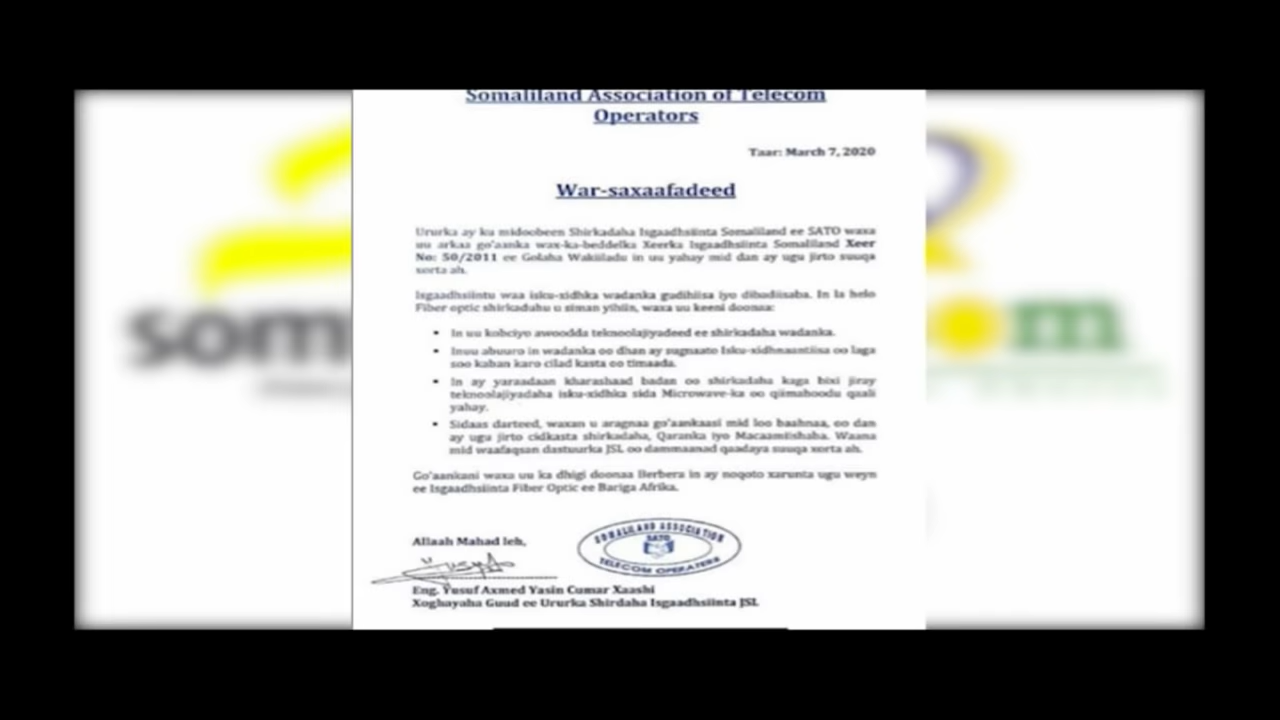 Somaliland Association of Telecom
Operators
Taar: March 7, 2020
War-saxaafadeed
Ururka ay ku midoobeen Shirkadaha Isgaadhsiinta Somaliland ee SATO waxa
uu arkaa go'aanka wax-ka-beddelka Xeerka Isgaadhsiinta Somaliland Xeer
No: 50/2011 ee Golaha Wakiiladu in uu yahay mid dan ay ugu jirto suuqa
xorta ah.
Isgaadhsiintu waa isku-xidhka wadanka gudihiisa iyo dibadiisaba. In la helo
Fiber optic shirkaduhu u siman yihiin, waxa uu keeni doonaa:
• In uu kobciyo awoodda teknoolajiyadeed ee shirkadaha wadanka.
• Inuu abuuro in wadanka oo dhan ay sugnaato Isku-xidhnaantiisa oo laga
soo kaban karo cilad kasta oo timaada.
• In ay yaraadaan kharashaad badan oo shirkadaha kaga bixi jiray
teknoolajiyadaha isku-xidhka sida Microwave-ka oo qiimahoodu qaali
yahay.
• Sidaas darteed, waxan u aragnaa go'aankaasi mid loo baahnaa, oo dan
ay ugu jirto cidkasta shirkadaha, Qaranka iyo Macaamiishaba. Waana
mid waafaqsan dastuurka JSL oo dammaanad qaadaya suuqa xorta ah.
Go'aankani waxa uu ka dhigi doonaa Berbera in ay noqoto xarunta ugu weyn
ee Isgaadhsiinta Fiber Optic ee Bariga Afrika.
Allaah Mahad leh,
SOMALILAND ASSOCIATION
SATO
TELECOM OPERATERS
Eng. Yusuf Axmed Yasin Cumar Xaashi
Xoghayaha Guud ee Ururka Shirdaha Isgaadhsiinta JSL
som
om